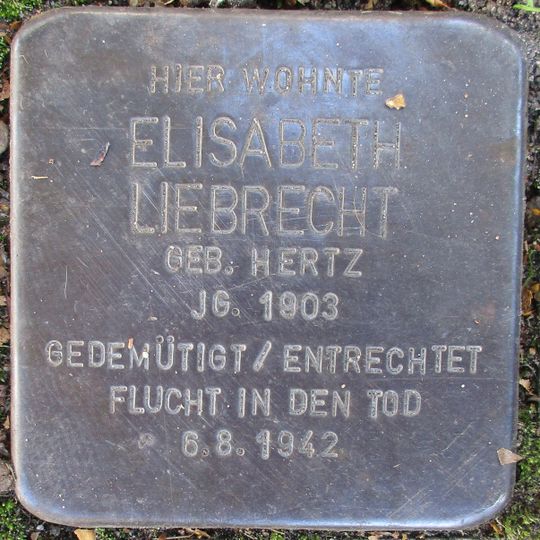 HIER WOHNTE
ELISABETH
LIEBRECHT
GEB. HERTZ
JG. 1903
GEDEMÜTIGT / ENTRECHTET
FLUCHT IN DEN TOD
6.8.1942